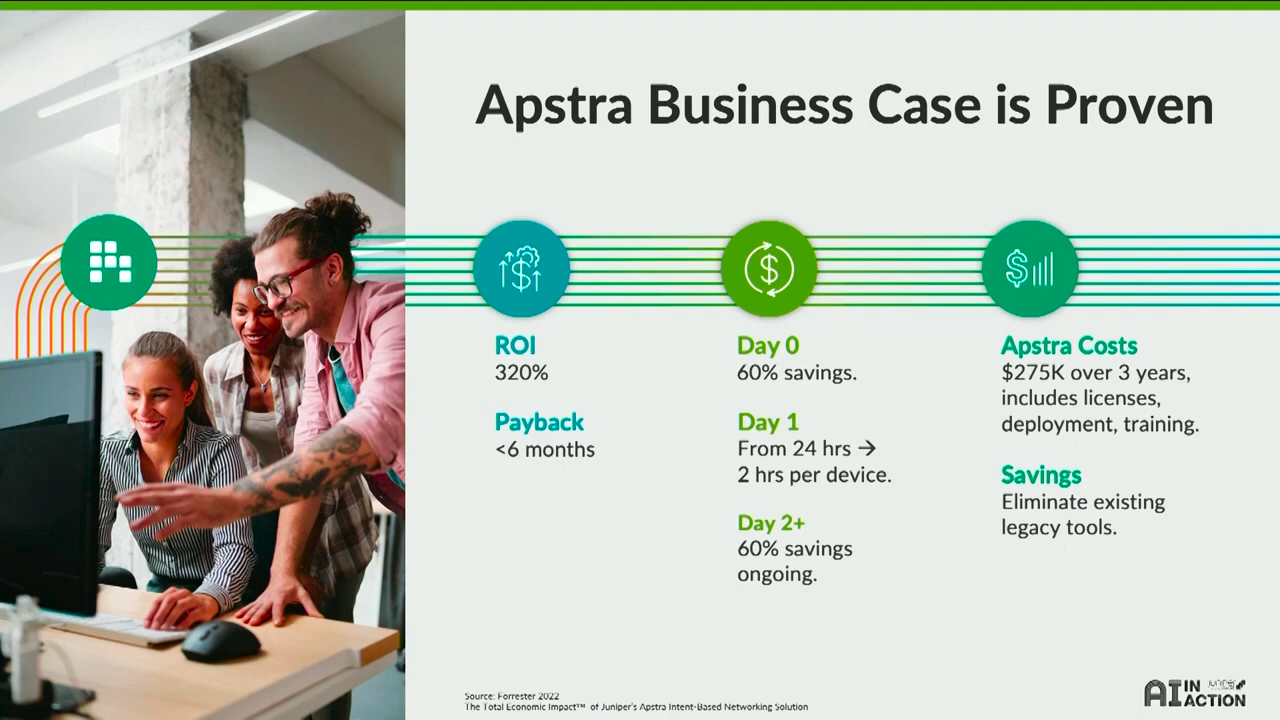 Apstra Business Case is Proven
ROI
320%
Payback
<6 months
Day 0
60% savings.
Day 1
From 24 hrs →
2 hrs per device.
Day 2+
60% savings
ongoing.
Apstra Costs
$275K over 3 years,
includes licenses,
deployment, training.
Savings
Eliminate existing
legacy tools.
Source: Forrester 2022
The Total Economic Impact™ of Juniper's Apstra Intent-Based Networking Solution
AI IN ACTION
Juniper